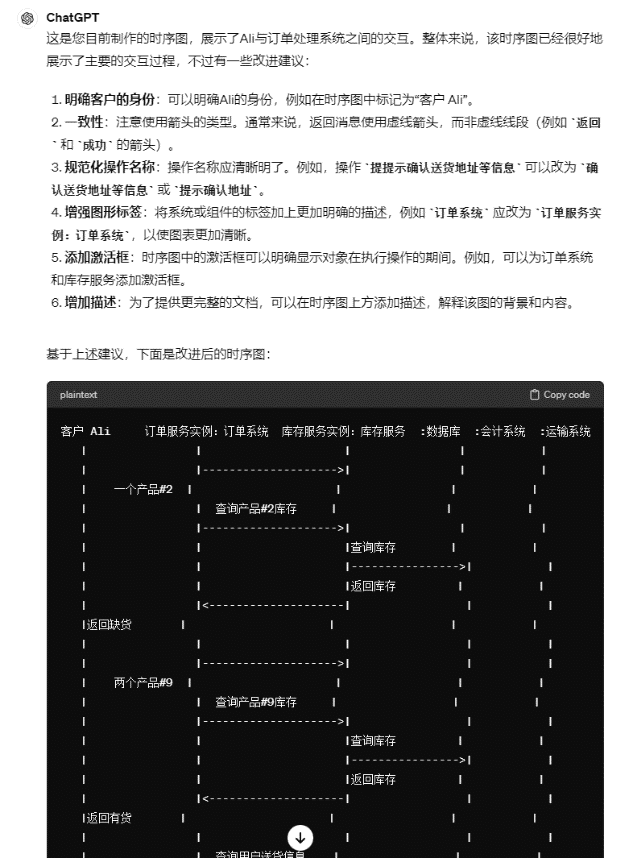 ChatGPT
这是您目前制作的时序图，展示了Ali与订单处理系统之间的交互。整体来说，该时序图已经很好地
展示了主要的交互过程，不过有一些改进建议：
1. 明确客户的身份：可以明确Ali的身份，例如在时序图中标记为“客户 Ali”。
2. 一致性：注意使用箭头的类型。通常来说，返回消息使用虚线箭头，而非虚线线段（例如 `返回
` 和 `成功` 的箭头）。
3. 规范化操作名称：操作名称应清晰明了。例如，操作 `提提示确认送货地址等信息` 可以改为 `确
认送货地址等信息` 或 `提示确认地址`。
4. 增强图形标签：将系统或组件的标签加上更加明确的描述，例如 `订单系统` 应改为 `订单服务实
例：订单系统`，以使图表更加清晰。
5. 添加激活框：时序图中的激活框可以明确显示对象在执行操作的期间。例如，可以为订单系统
和库存服务添加激活框。
6. 增加描述：为了提供更完整的文档，可以在时序图上方添加描述，解释该图的背景和内容。
基于上述建议，下面是改进后的时序图：
plaintext Copy code
客户 Ali 订单服务实例：订单系统 库存服务实例：库存服务 :数据库 :会计系统 :运输系统
一个产品#2
查询产品#2库存
查询库存
返回库存
返回缺货
两个产品#9
查询产品#9库存
查询库存
返回库存
返回有货
查询用户送货信息